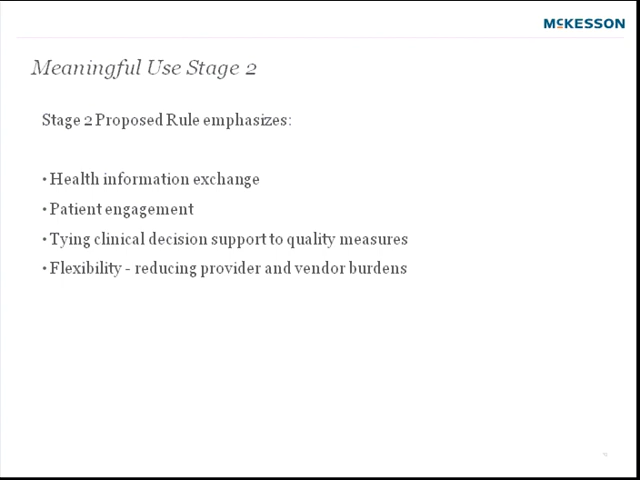 McKESSON
Meaningful Use Stage 2
Stage 2 Proposed Rule emphasizes:
• Health information exchange
• Patient engagement
• Tying clinical decision support to quality measures
• Flexibility - reducing provider and vendor burdens